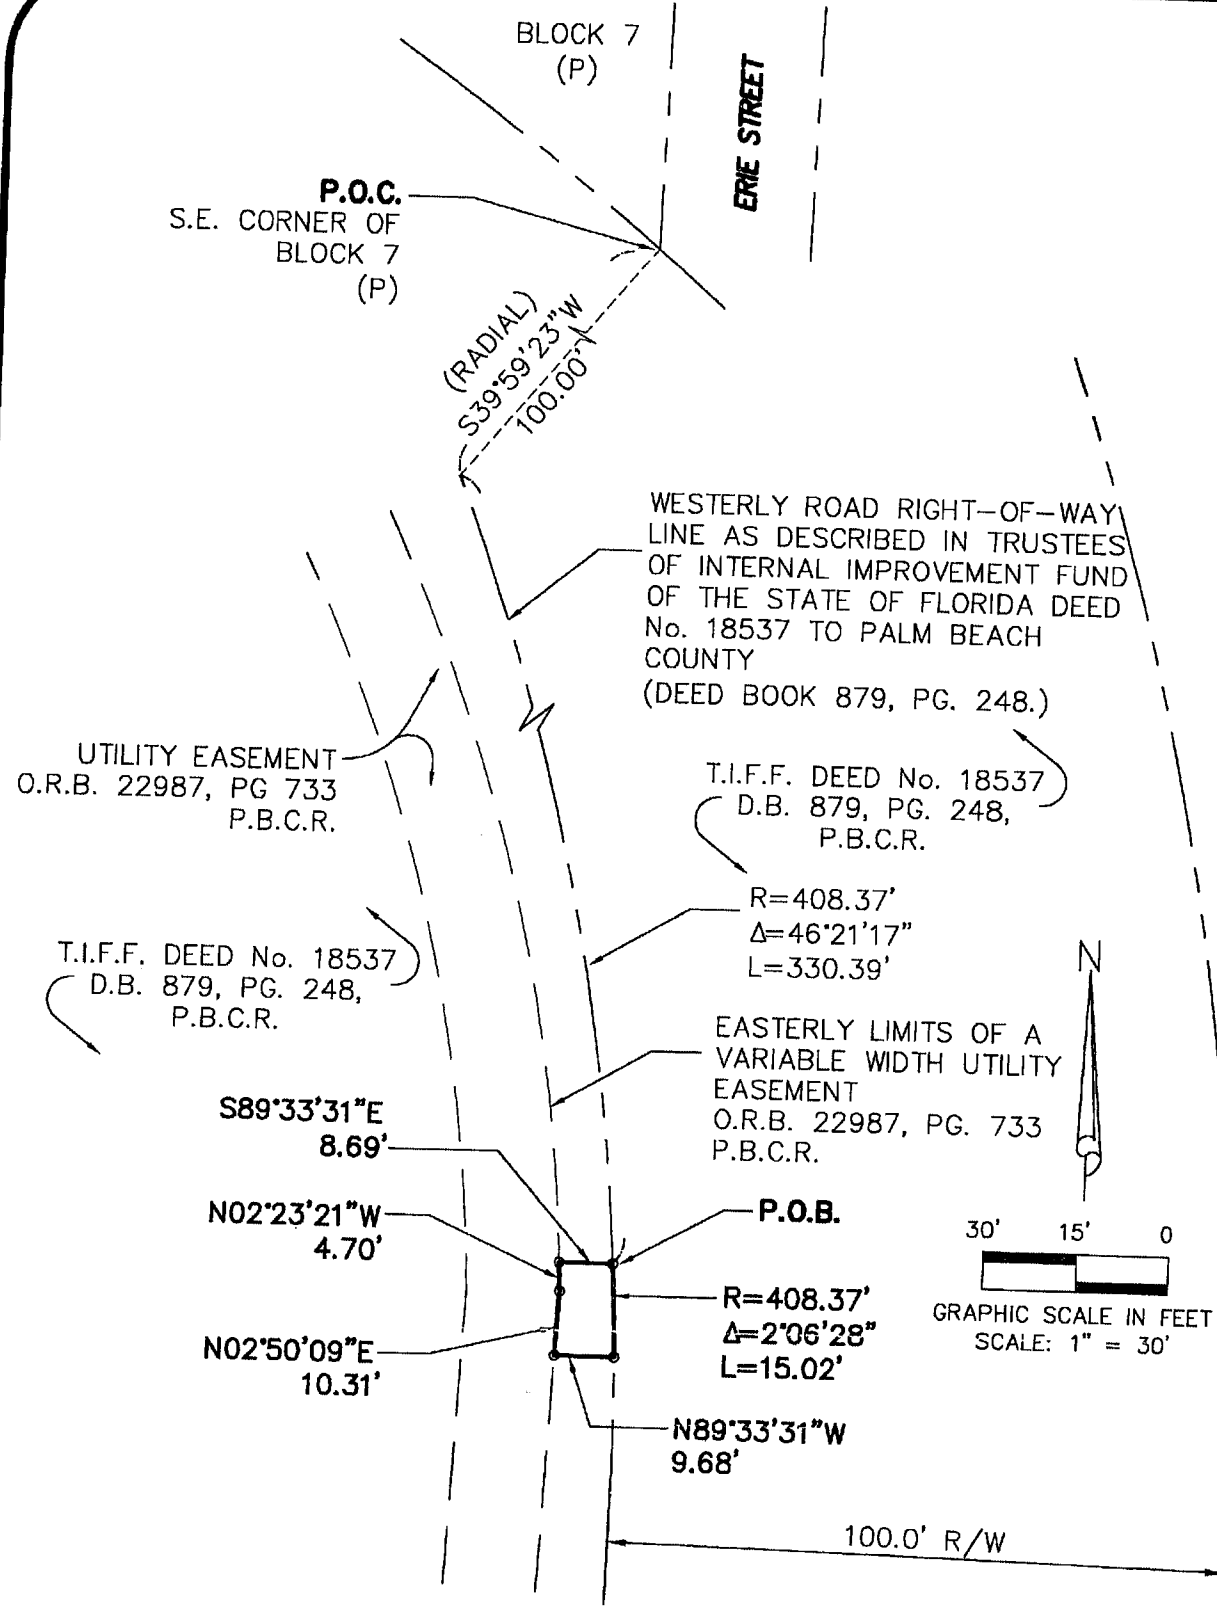 BLOCK 7
(P)
ERIE STREET
P.O.C.
S.E. CORNER OF
BLOCK 7
(P)
(RADIAL)
S39°59'23"W
100.00'
WESTERLY ROAD RIGHT-OF-WAY
LINE AS DESCRIBED IN TRUSTEES
OF INTERNAL IMPROVEMENT FUND
OF THE STATE OF FLORIDA DEED
No. 18537 TO PALM BEACH
COUNTY
(DEED BOOK 879, PG. 248.)
UTILITY EASEMENT
O.R.B. 22987, PG 733
P.B.C.R.
T.I.F.F. DEED No. 18537
D.B. 879, PG. 248,
P.B.C.R.
R=408.37'
Δ=46°21'17"
L=330.39'
T.I.F.F. DEED No. 18537
D.B. 879, PG. 248,
P.B.C.R.
N
EASTERLY LIMITS OF A
VARIABLE WIDTH UTILITY
EASEMENT
O.R.B. 22987, PG. 733
P.B.C.R.
S89°33'31"E
8.69'
N02°23'21"W
4.70'
P.O.B.
30' 15' 0
GRAPHIC SCALE IN FEET
SCALE: 1" = 30'
R=408.37'
Δ=2°06'28"
L=15.02'
N02°50'09"E
10.31'
N89°33'31"W
9.68'
100.0' R/W